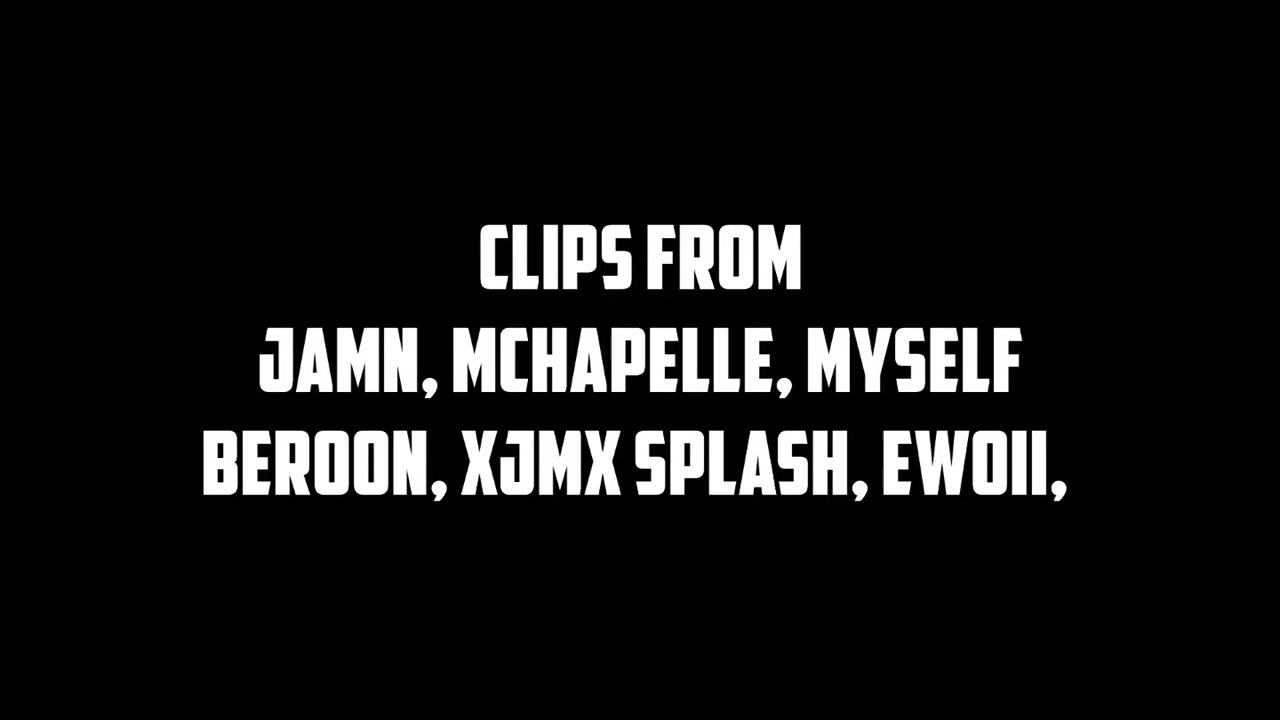 CLIPS FROM
JAMN, MCHAPELLE, MYSELF
BEROON, XJMX SPLASH, EWOII,